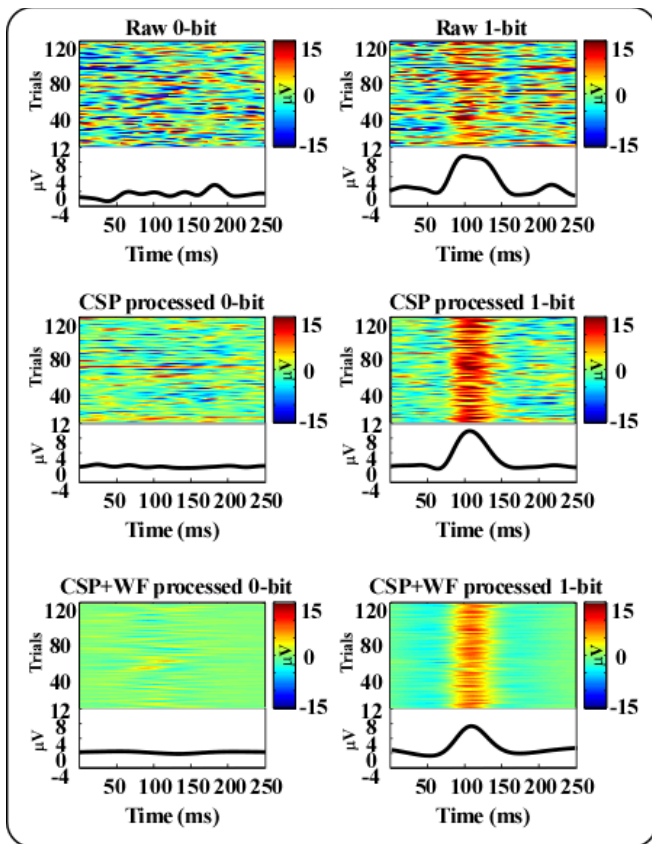 Raw 0-bit
120
80
40
Trials
15
0
-15
μV
12
8
4
0
-4
μV
50 100 150 200 250
Time (ms)
Raw 1-bit
120
80
40
Trials
15
0
-15
μV
12
8
4
0
-4
μV
50 100 150 200 250
Time (ms)
CSP processed 0-bit
120
80
40
Trials
15
0
-15
μV
12
8
4
0
-4
μV
50 100 150 200 250
Time (ms)
CSP processed 1-bit
120
80
40
Trials
15
0
-15
μV
12
8
4
0
-4
μV
50 100 150 200 250
Time (ms)
CSP+WF processed 0-bit
120
80
40
Trials
15
0
-15
μV
12
8
4
0
-4
μV
50 100 150 200 250
Time (ms)
CSP+WF processed 1-bit
120
80
40
Trials
15
0
-15
μV
12
8
4
0
-4
μV
50 100 150 200 250
Time (ms)